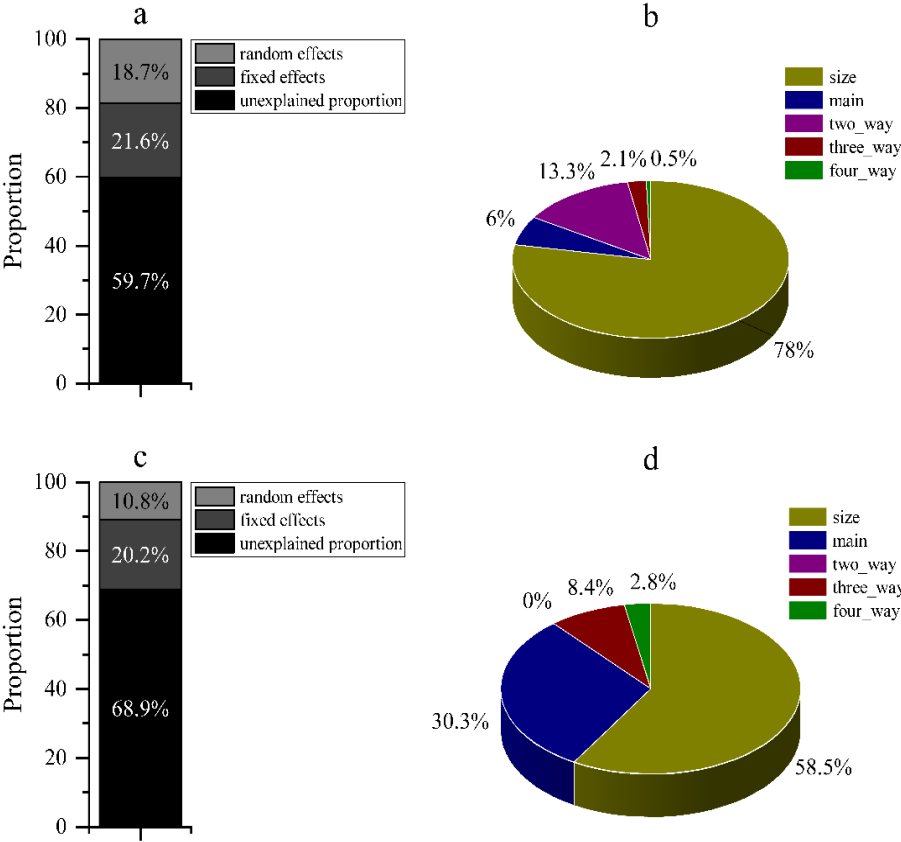 a
100
80
60
40
20
0
Proportion
18.7%
21.6%
59.7%
random effects
fixed effects
unexplained proportion
b
size
main
two_way
three_way
four_way
6%
13.3%
2.1%
0.5%
78%
c
100
80
60
40
20
0
Proportion
10.8%
20.2%
68.9%
random effects
fixed effects
unexplained proportion
d
size
main
two_way
three_way
four_way
0%
8.4%
2.8%
30.3%
58.5%